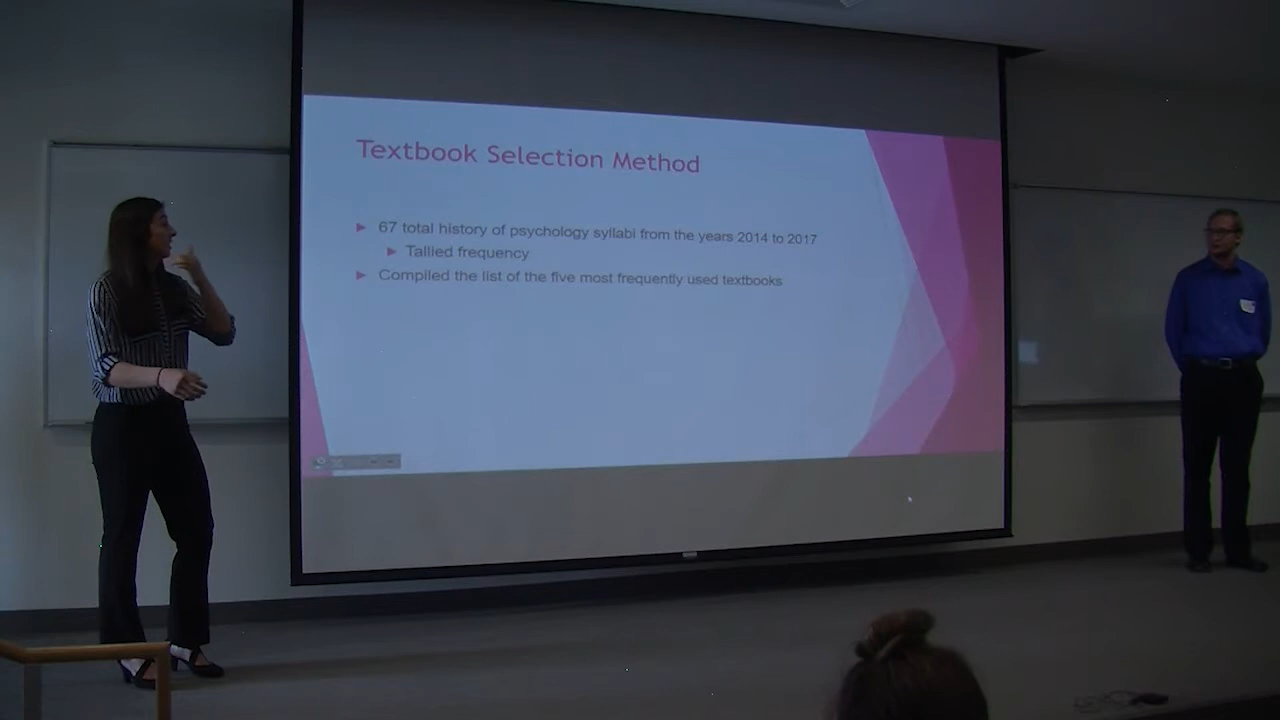 Textbook Selection Method
67 total history of psychology syllabi from the years 2014 to 2017
Tallied frequency
Compiled the list of the five most frequently used textbooks